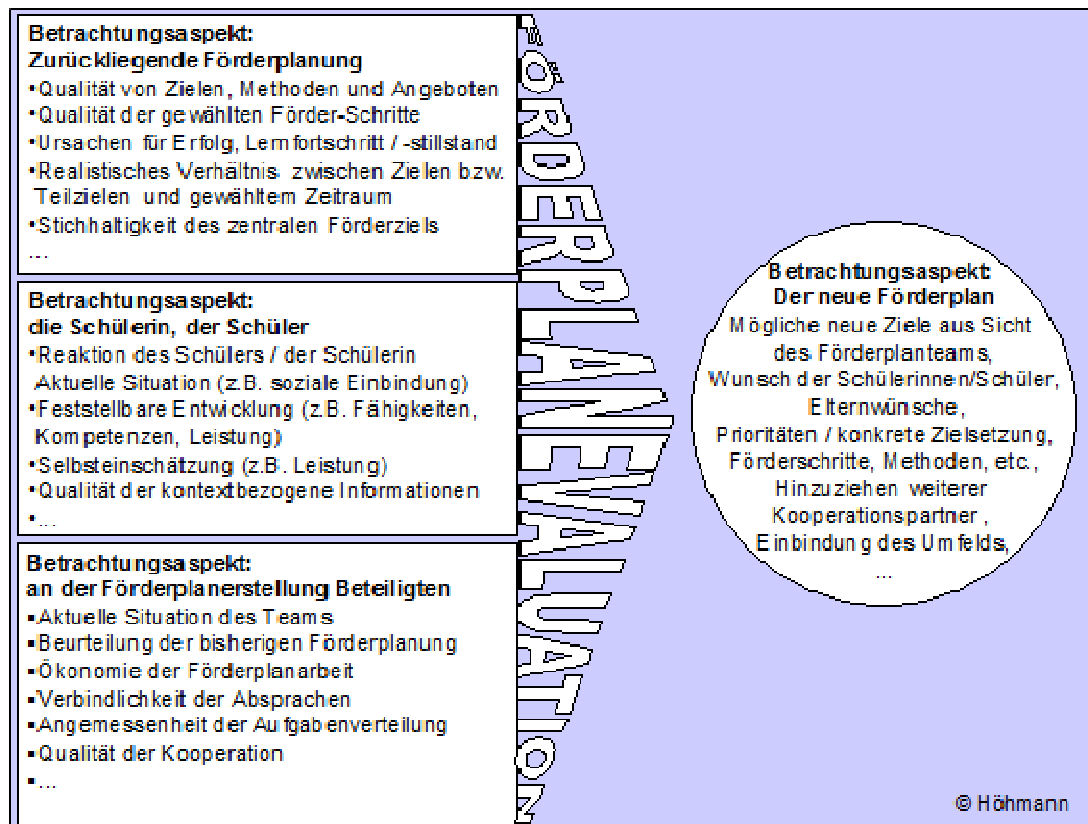 Betrachtungsaspekt:
Zurückliegende Förderplanung
•Qualität von Zielen, Methoden und Angeboten
•Qualität der gewählten Förder-Schritte
•Ursachen für Erfolg, Lernfortschritt / -stillstand
•Realistisches Verhältnis zwischen Zielen bzw.
Teilzielen und gewähltem Zeitraum
•Stichhaltigkeit des zentralen Förderziels
...
Betrachtungsaspekt:
die Schülerin, der Schüler
•Reaktion des Schülers / der Schülerin
Aktuelle Situation (z.B. soziale Einbindung)
•Feststellbare Entwicklung (z.B. Fähigkeiten,
Kompetenzen, Leistung)
•Selbsteinschätzung (z.B. Leistung)
•Qualität der kontextbezogene Informationen
•...
Betrachtungsaspekt:
an der Förderplanerstellung Beteiligten
▪Aktuelle Situation des Teams
▪Beurteilung der bisherigen Förderplanung
▪Ökonomie der Förderplanarbeit
▪Verbindlichkeit der Absprachen
▪Angemessenheit der Aufgabenverteilung
▪Qualität der Kooperation
▪...
FÖRDERPLANEVALUATION
Betrachtungsaspekt:
Der neue Förderplan
Mögliche neue Ziele aus Sicht
des Förderplanteams,
Wunsch der Schülerinnen/Schüler,
Elternwünsche,
Prioritäten / konkrete Zielsetzung,
Förderschritte, Methoden, etc.,
Hinzuziehen weiterer
Kooperationspartner ,
Einbindung des Umfelds,
...
© Höhmann